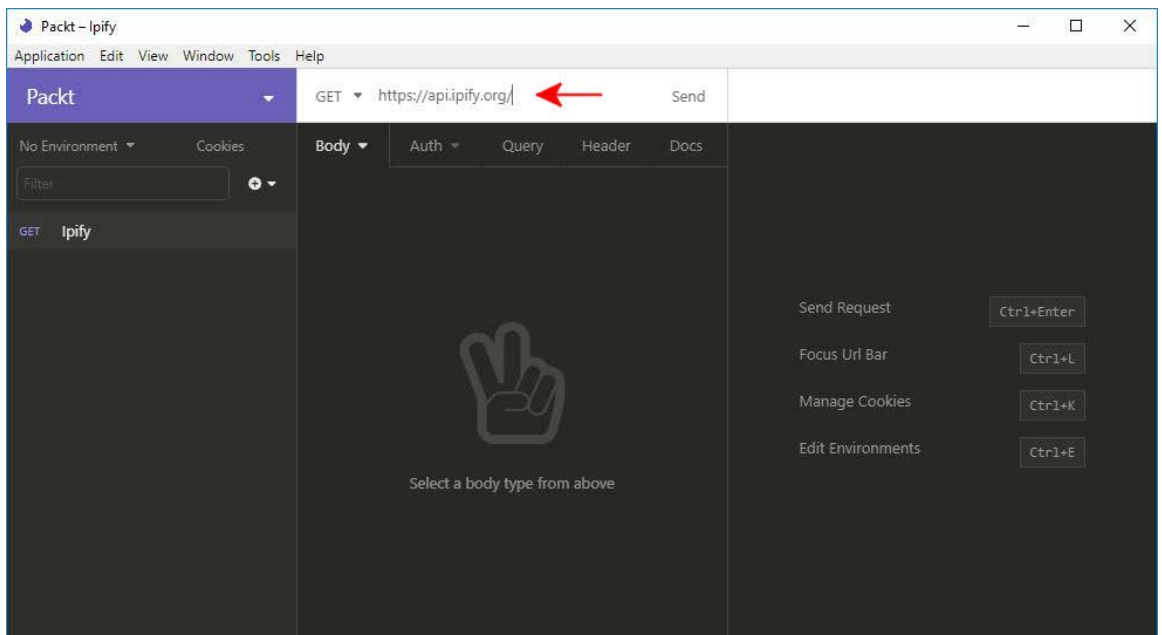 Packt – Ipify
Application Edit View Window Tools Help
Packt
GET https://api.ipify.org/ Send
No Environment Cookies
Body Auth Query Header Docs
Filter
GET Ipify
Send Request Ctrl+Enter
Focus Url Bar Ctrl+L
Manage Cookies Ctrl+K
Edit Environments Ctrl+E
Select a body type from above